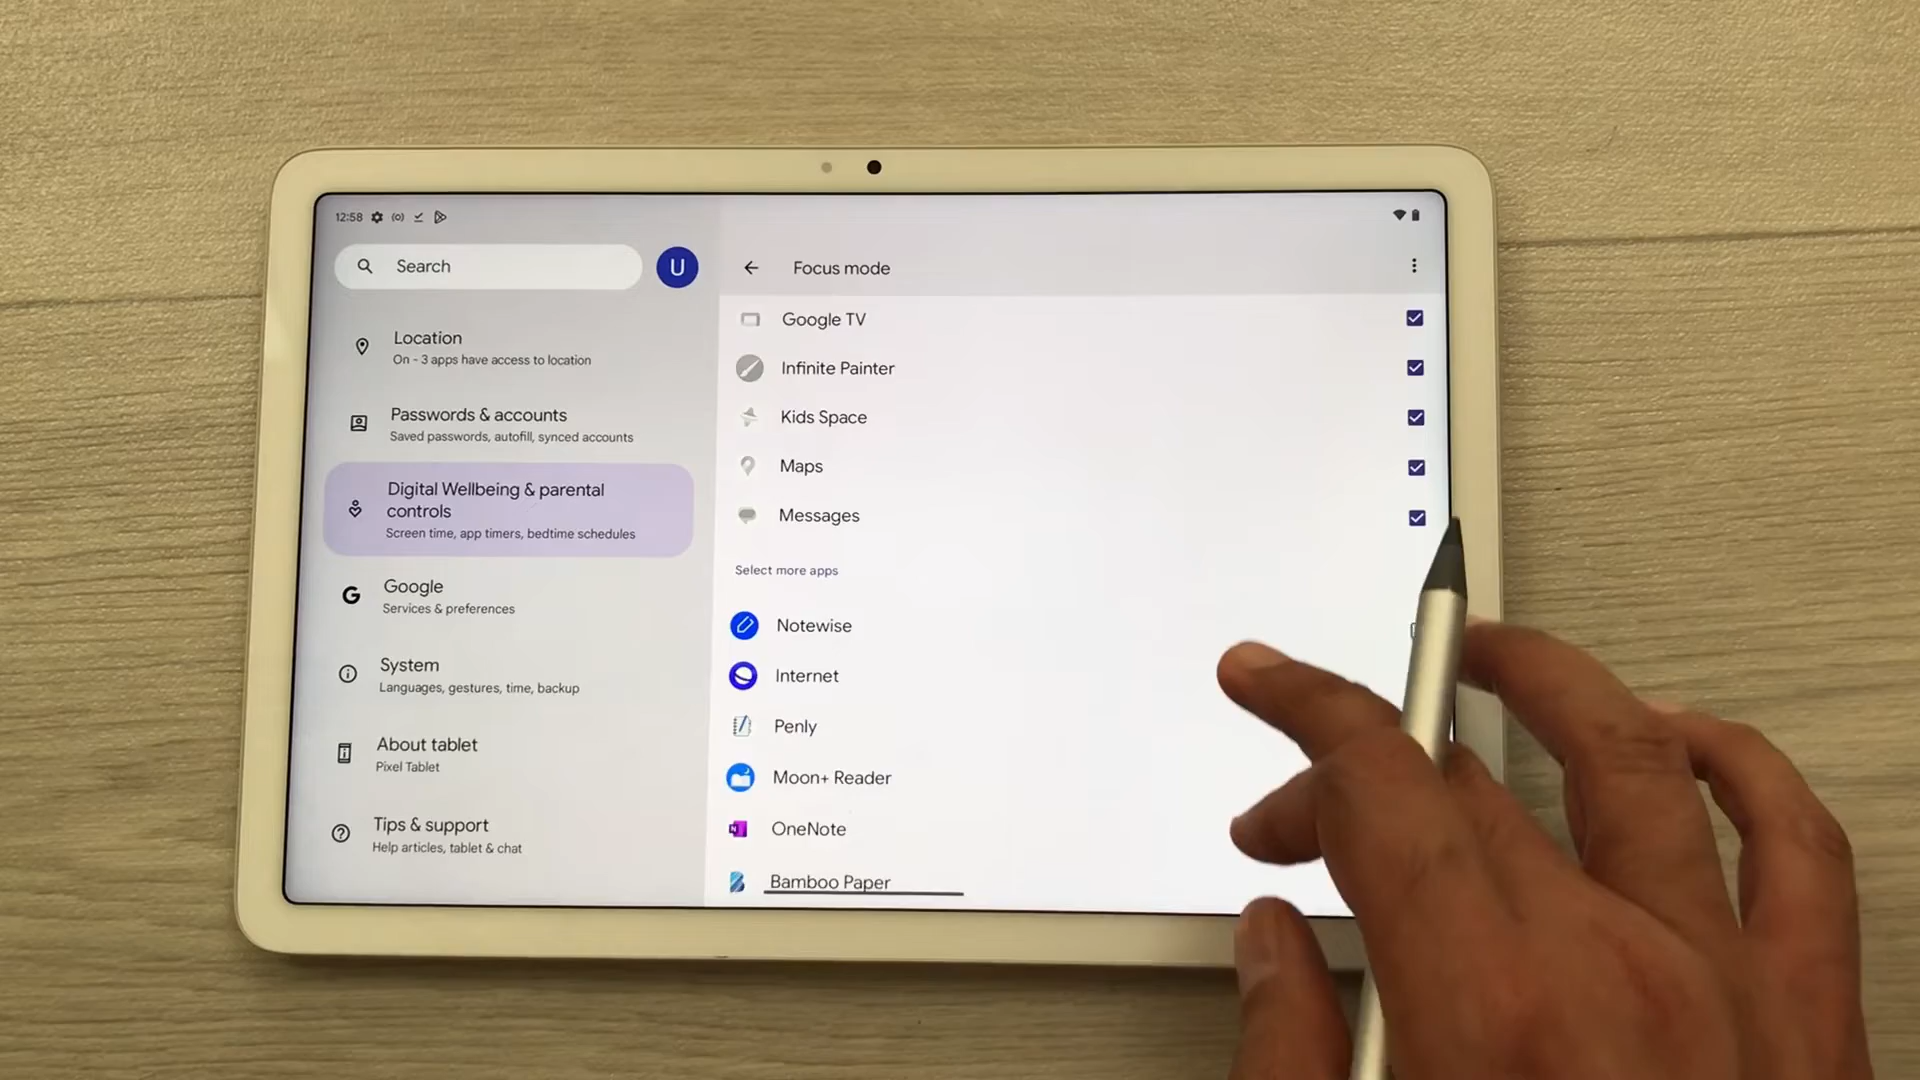 12:58
Search
U
Location
On - 3 apps have access to location
Passwords & accounts
Saved passwords, autofill, synced accounts
Digital Wellbeing & parental
controls
Screen time, app timers, bedtime schedules
Google
Services & preferences
System
Languages, gestures, time, backup
About tablet
Pixel Tablet
Tips & support
Help articles, tablet & chat
Focus mode
Google TV
Infinite Painter
Kids Space
Maps
Messages
Select more apps
Notewise
Internet
Penly
Moon+ Reader
OneNote
Bamboo Paper